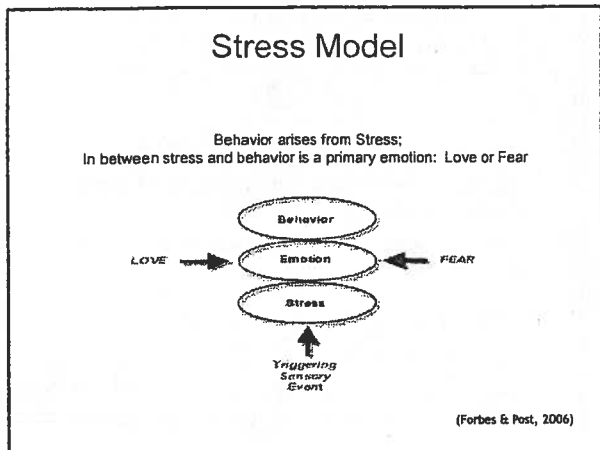 Stress Model
Behavior arises from Stress;
In between stress and behavior is a primary emotion: Love or Fear
Behavior
LOVE
Emotion
FEAR
Stress
Triggering
Sensory
Event
(Forbes & Post, 2006)